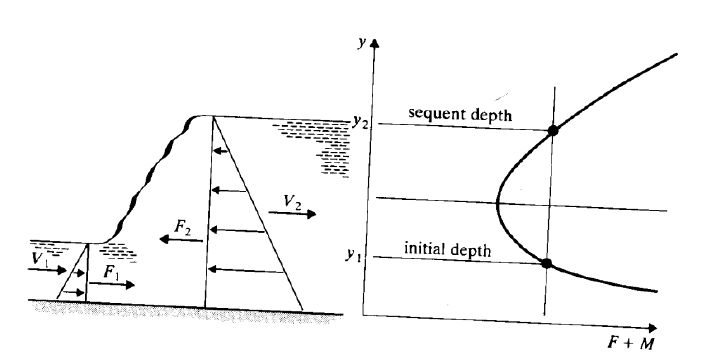 y
sequent depth
y2
V2
F2
V1
F1
y1
initial depth
F + M